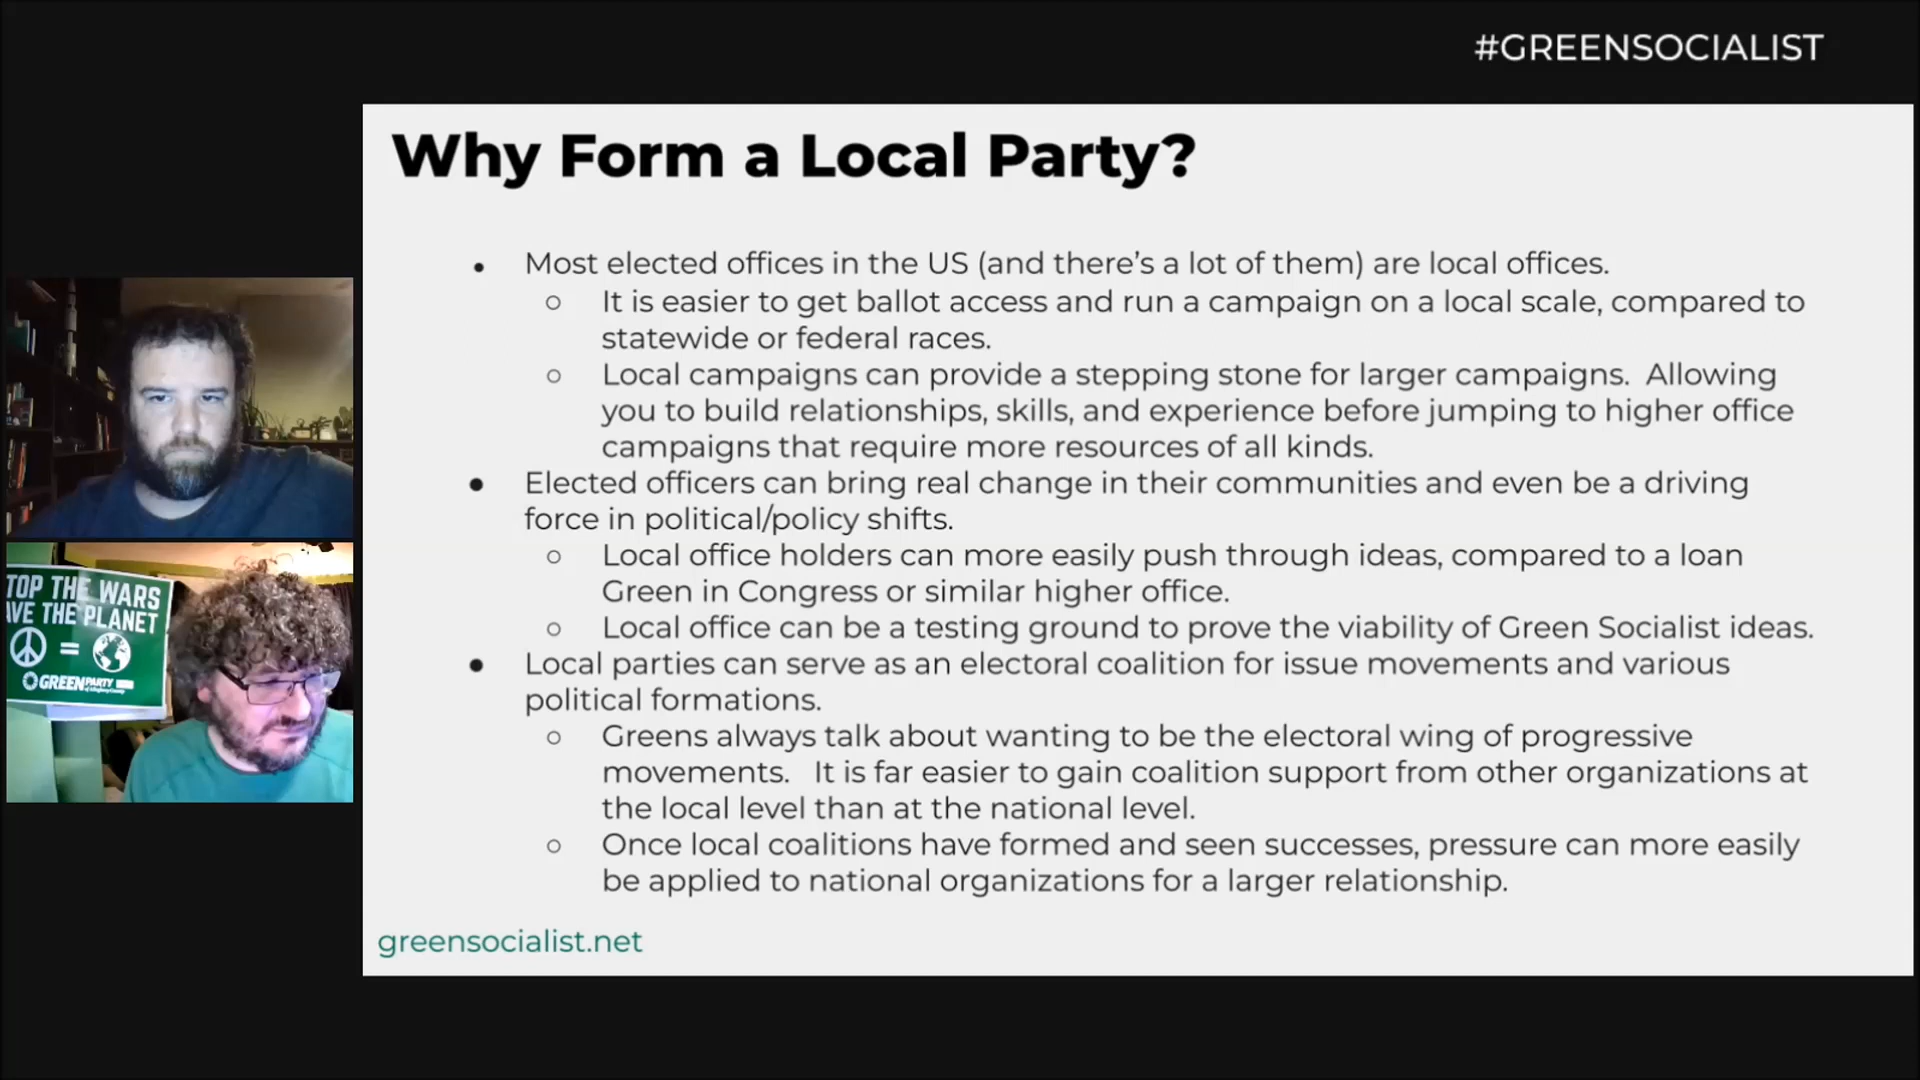 #GREENSOCIALIST
Why Form a Local Party?
• Most elected offices in the US (and there's a lot of them) are local offices.
○ It is easier to get ballot access and run a campaign on a local scale, compared to
statewide or federal races.
○ Local campaigns can provide a stepping stone for larger campaigns. Allowing
you to build relationships, skills, and experience before jumping to higher office
campaigns that require more resources of all kinds.
• Elected officers can bring real change in their communities and even be a driving
force in political/policy shifts.
○ Local office holders can more easily push through ideas, compared to a loan
Green in Congress or similar higher office.
○ Local office can be a testing ground to prove the viability of Green Socialist ideas.
• Local parties can serve as an electoral coalition for issue movements and various
political formations.
○ Greens always talk about wanting to be the electoral wing of progressive
movements. It is far easier to gain coalition support from other organizations at
the local level than at the national level.
○ Once local coalitions have formed and seen successes, pressure can more easily
be applied to national organizations for a larger relationship.
greensocialist.net
TOP THE WARS
AVE THE PLANET
=
GREEN PARTY